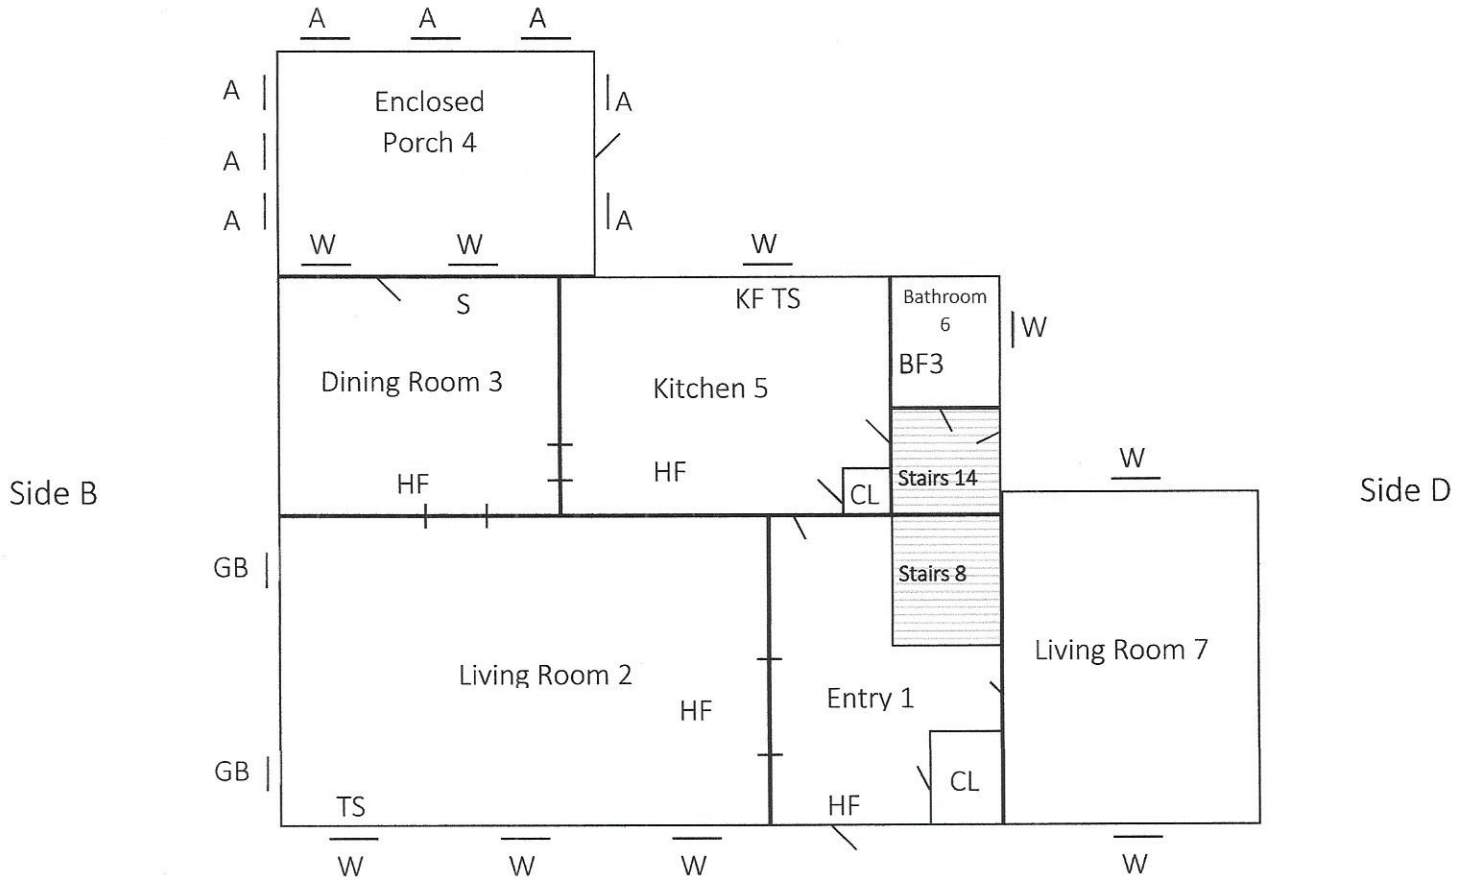 A A A
A Enclosed A
Porch 4
A
A A
W W W
S KF TS Bathroom
6 W
BF3
Dining Room 3 Kitchen 5
HF HF Stairs 14 W
CL
Side B Side D
GB Stairs 8
Living Room 2 Living Room 7
HF Entry 1
GB CL
TS HF
W W W W